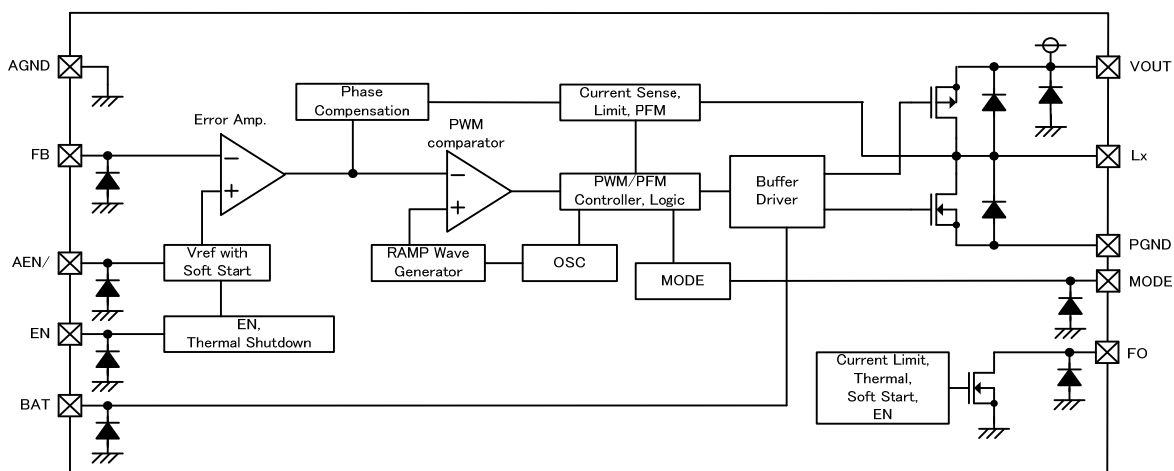 AGND
FB
AEN/
EN
BAT
Error Amp.
−
+
Vref with
Soft Start
EN,
Thermal Shutdown
Phase
Compensation
PWM
comparator
−
+
RAMP Wave
Generator
OSC
Current Sense,
Limit, PFM
PWM/PFM
Controller, Logic
MODE
Buffer
Driver
Current Limit,
Thermal,
Soft Start,
EN
VOUT
Lx
PGND
MODE
FO